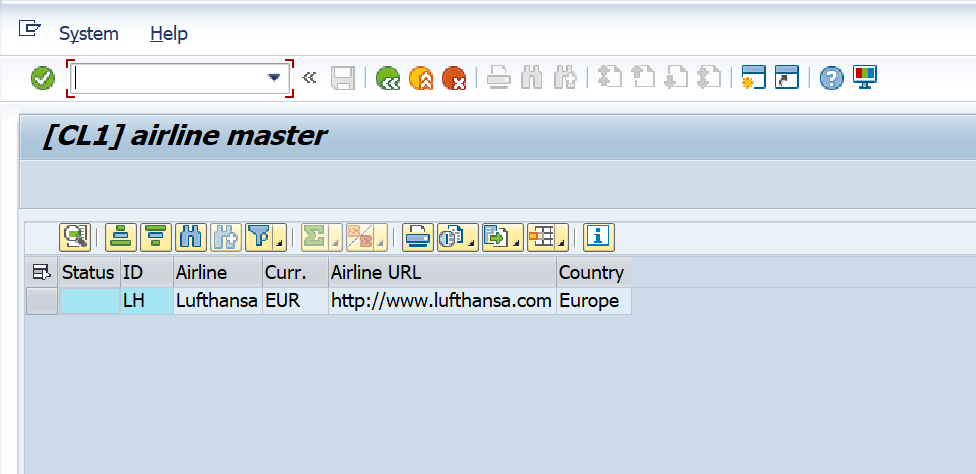 System Help
[CL1] airline master
Status ID Airline Curr. Airline URL Country
LH Lufthansa EUR http://www.lufthansa.com Europe